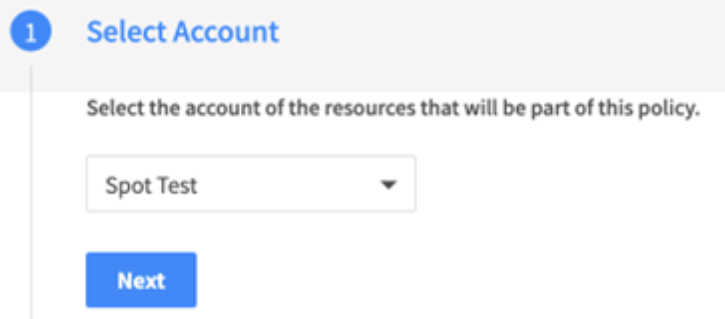 1 Select Account
Select the account of the resources that will be part of this policy.
Spot Test
Next